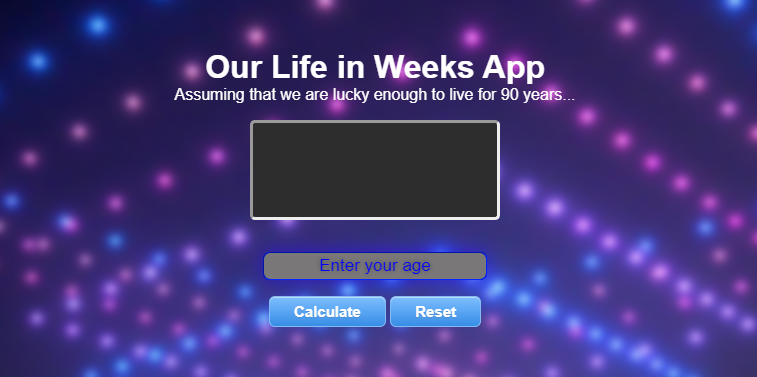 Our Life in Weeks App
Assuming that we are lucky enough to live for 90 years...
Enter your age
Calculate Reset